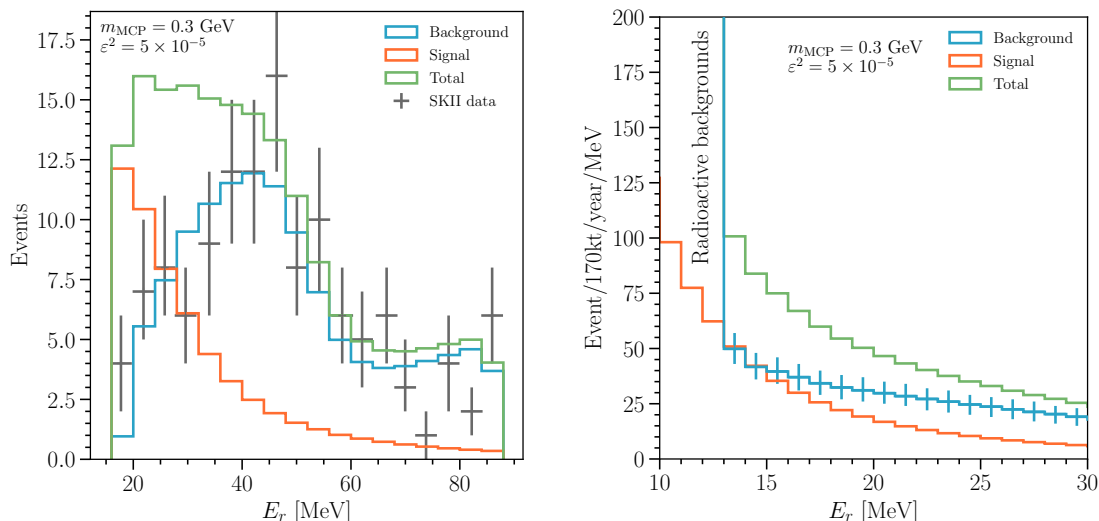 m_MCP = 0.3 GeV
ε² = 5 × 10⁻⁵
Background
Signal
Total
SKII data
17.5
15.0
12.5
10.0
7.5
5.0
2.5
0.0
Events
20
40
60
80
E_r [MeV]
m_MCP = 0.3 GeV
ε² = 5 × 10⁻⁵
Background
Signal
Total
Radioactive backgrounds
200
175
150
125
100
75
50
25
0
Event/170kt/year/MeV
10
15
20
25
30
E_r [MeV]